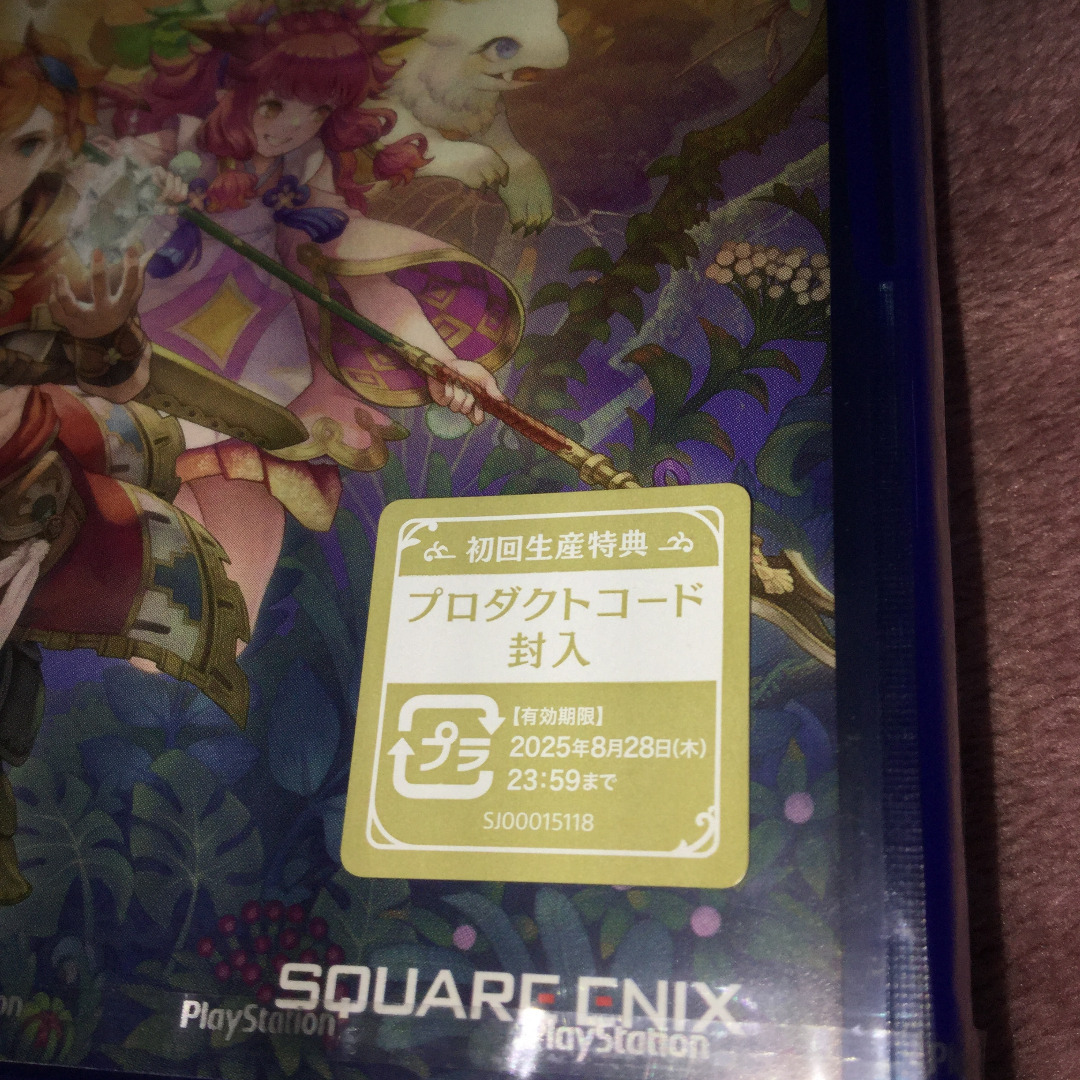 初回生産特典
プロダクトコード
封入
プラ
【有効期限】
2025年8月28日(木)
23:59まで
SJ00015118
SQUARE ENIX
PlayStation
PlayStation